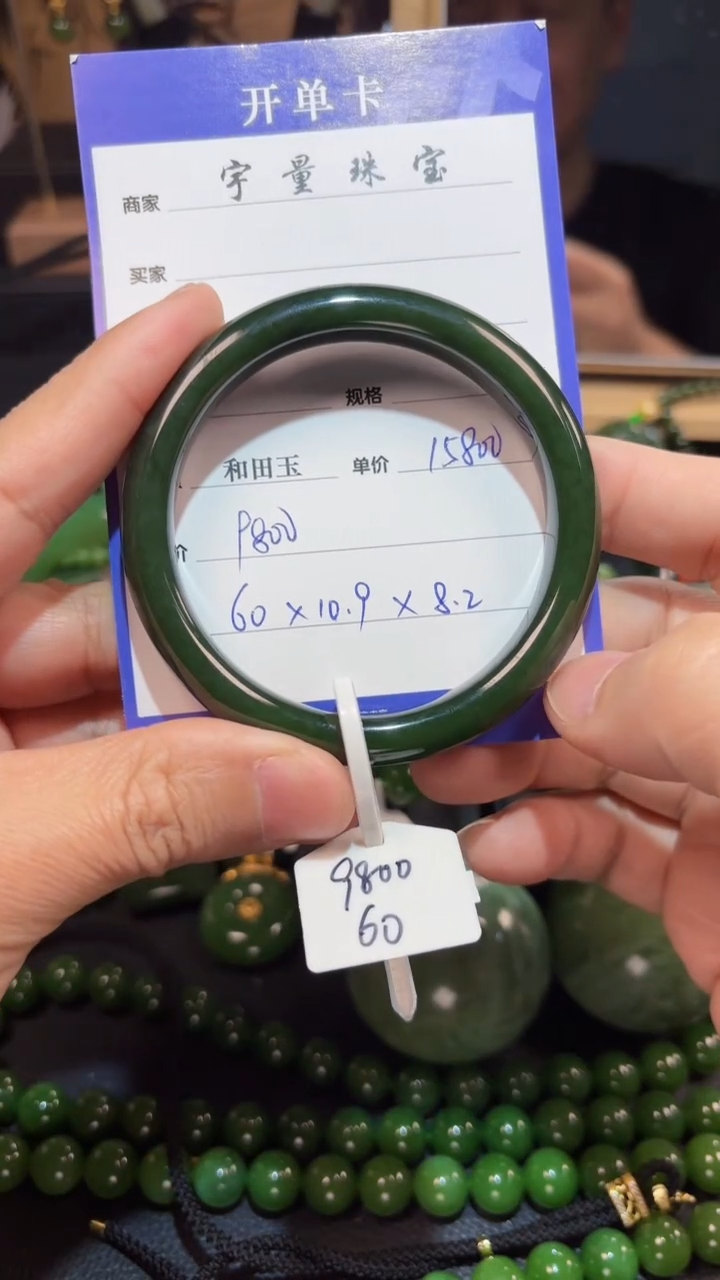 开单卡
商家 宇量珠宝
买家
规格
和田玉 单价 15800
价 9800
60 × 10.9 × 8.2
9800
60